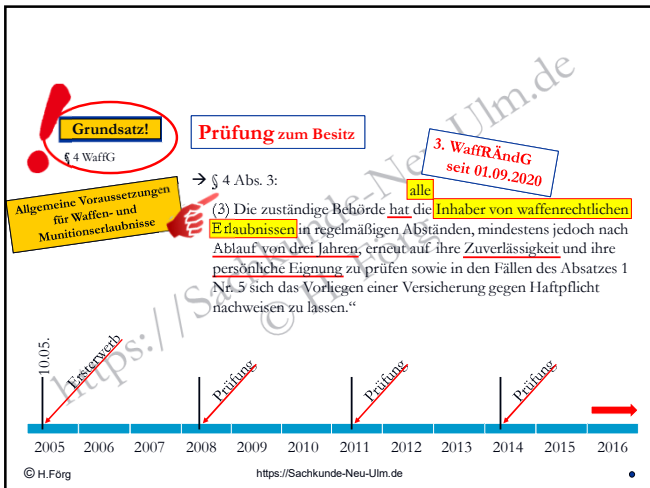 Grundsatz!
§ 4 WaffG
Prüfung zum Besitz
3. WaffRÄndG
seit 01.09.2020
Allgemeine Voraussetzungen
für Waffen- und
Munitionserlaubnisse
→ § 4 Abs. 3:
alle
(3) Die zuständige Behörde hat die Inhaber von waffenrechtlichen
Erlaubnissen in regelmäßigen Abständen, mindestens jedoch nach
Ablauf von drei Jahren, erneut auf ihre Zuverlässigkeit und ihre
persönliche Eignung zu prüfen sowie in den Fällen des Absatzes 1
Nr. 5 sich das Vorliegen einer Versicherung gegen Haftpflicht
nachweisen zu lassen.“
https://Sachkunde-Neu-Ulm.de
© H. Förg
10.05.
Ersterwerb
Prüfung
Prüfung
Prüfung
2005 2006 2007 2008 2009 2010 2011 2012 2013 2014 2015 2016
© H.Förg
https://Sachkunde-Neu-Ulm.de